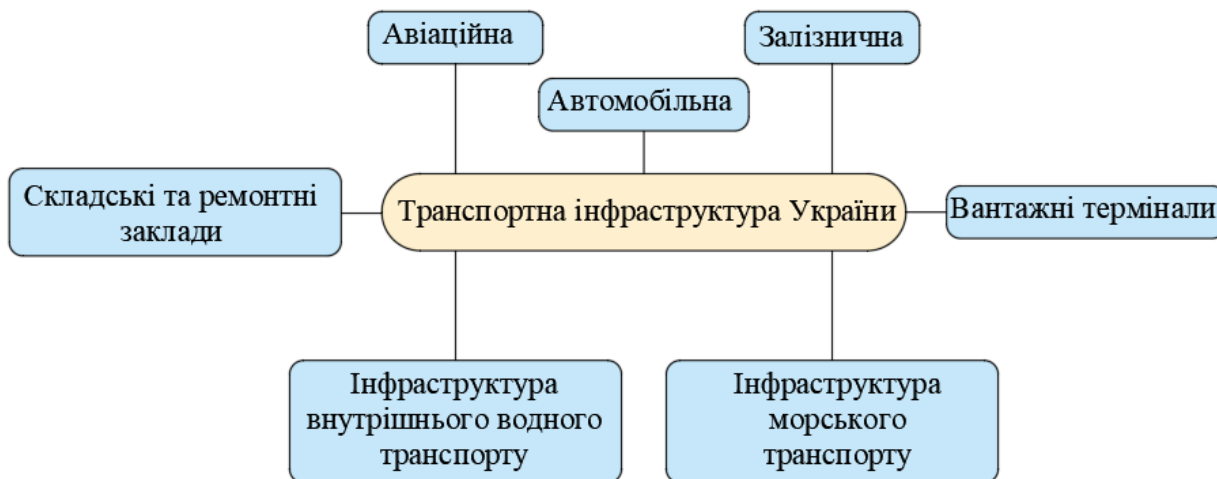 Авіаційна
Залізнична
Автомобільна
Складські та ремонтні
заклади
Транспортна інфраструктура України
Вантажні термінали
Інфраструктура
внутрішнього водного
транспорту
Інфраструктура
морського
транспорту